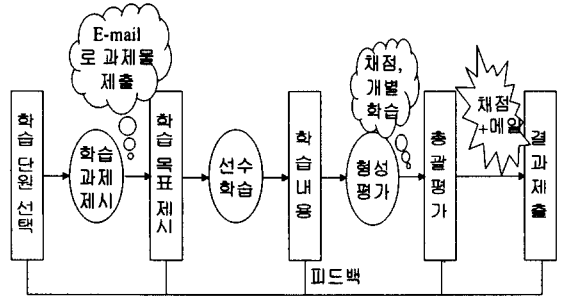 E-mail
로 과제물
제출
채점,
개별
학습
채점
+메일
학습 단원 선택
학습
과제
제시
학습 목표 제시
선수
학습
학습 내용
형성
평가
총괄평가
결과제출
피드백